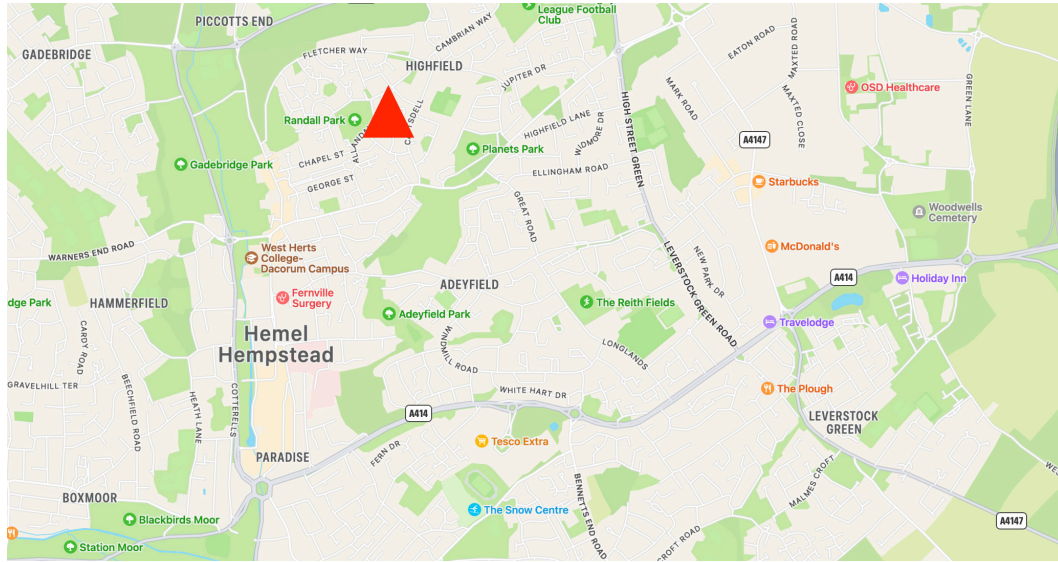 PICCOTTS END
League Football
Club
CAMBRIAN WAY
GADEBRIDGE
FLETCHER WAY
HIGHFIELD
EATON ROAD
MAXTED ROAD
JUPITER DR
MARK ROAD
OSD Healthcare
GREEN LANE
HIGH STREET GREEN
MAXTED CLOSE
Randall Park
HIGHFIELD LANE
WIDMORE DR
A4147
Planets Park
CHAPEL ST
Gadebridge Park
ELLINGHAM ROAD
GEORGE ST
Starbucks
GREAT ROAD
Woodwells
Cemetery
WARNERS END ROAD
West Herts
College-
Dacorum Campus
McDonald's
NEW PARK DR
LEVERSTOCK GREEN ROAD
A414
Holiday Inn
ADEYFIELD
Fernville
Surgery
dge Park
HAMMERFIELD
The Reith Fields
Adeyfield Park
Travelodge
CARDY ROAD
Hemel
Hempstead
WINDMILL ROAD
LONGLANDS
GRAVELHILL TER
BEECHFIELD ROAD
HEATH LANE
COTTERELLS
WHITE HART DR
The Plough
A414
LEVERSTOCK
GREEN
Tesco Extra
FERN DR
PARADISE
BENNETTS END ROAD
MALMES CROFT
BOXMOOR
The Snow Centre
Blackbirds Moor
A4147
Station Moor
CROFT ROAD